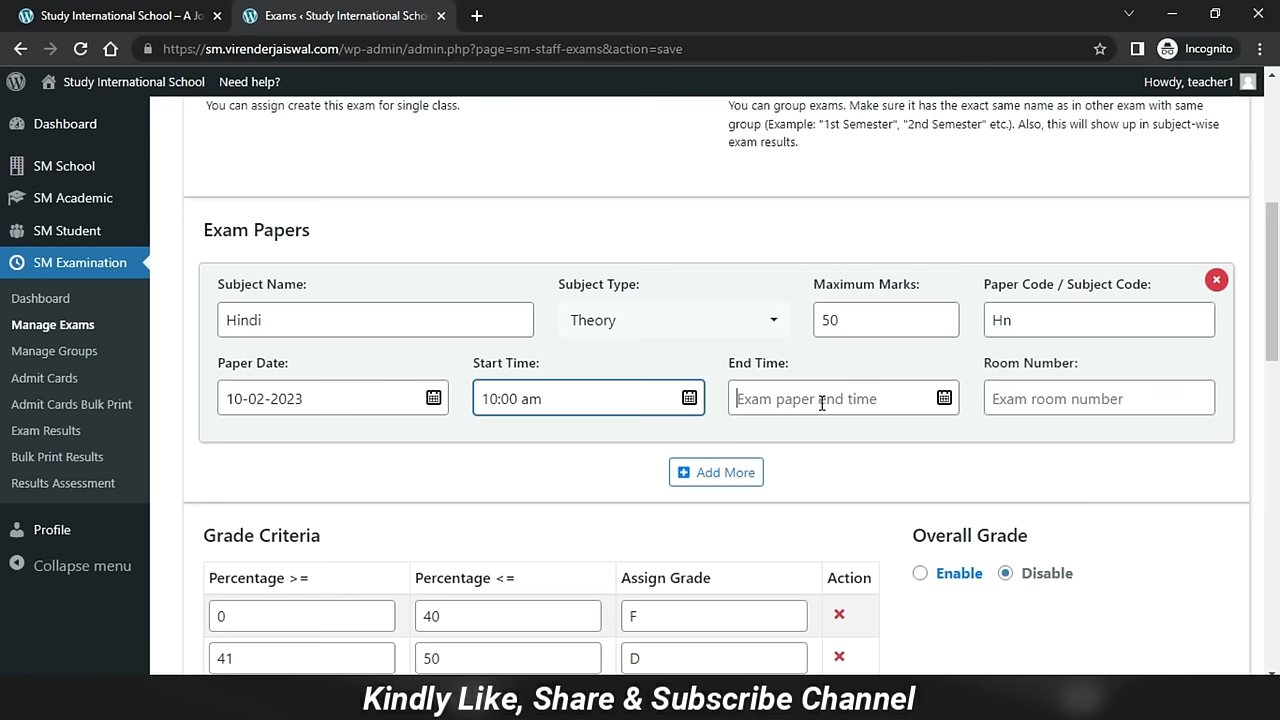 Study International School – A Jo
Exams ‹ Study International Scho
https://sm.virenderjaiswal.com/wp-admin/admin.php?page=sm-staff-exams&action=save
Incognito
Study International School
Need help?
Howdy, teacher1
Dashboard
SM School
SM Academic
SM Student
SM Examination
Dashboard
Manage Exams
Manage Groups
Admit Cards
Admit Cards Bulk Print
Exam Results
Bulk Print Results
Results Assessment
Profile
Collapse menu
You can assign create this exam for single class.
You can group exams. Make sure it has the exact same name as in other exam with same
group (Example: "1st Semester", "2nd Semester" etc.). Also, this will show up in subject-wise
exam results.
Exam Papers
Subject Name:
Subject Type:
Maximum Marks:
Paper Code / Subject Code:
Hindi
Theory
50
Hn
Paper Date:
Start Time:
End Time:
Room Number:
10-02-2023
10:00 am
Exam paper end time
Exam room number
Add More
Grade Criteria
Overall Grade
Percentage >=
Percentage <=
Assign Grade
Action
Enable
Disable
0
40
F
41
50
D
Kindly Like, Share & Subscribe Channel